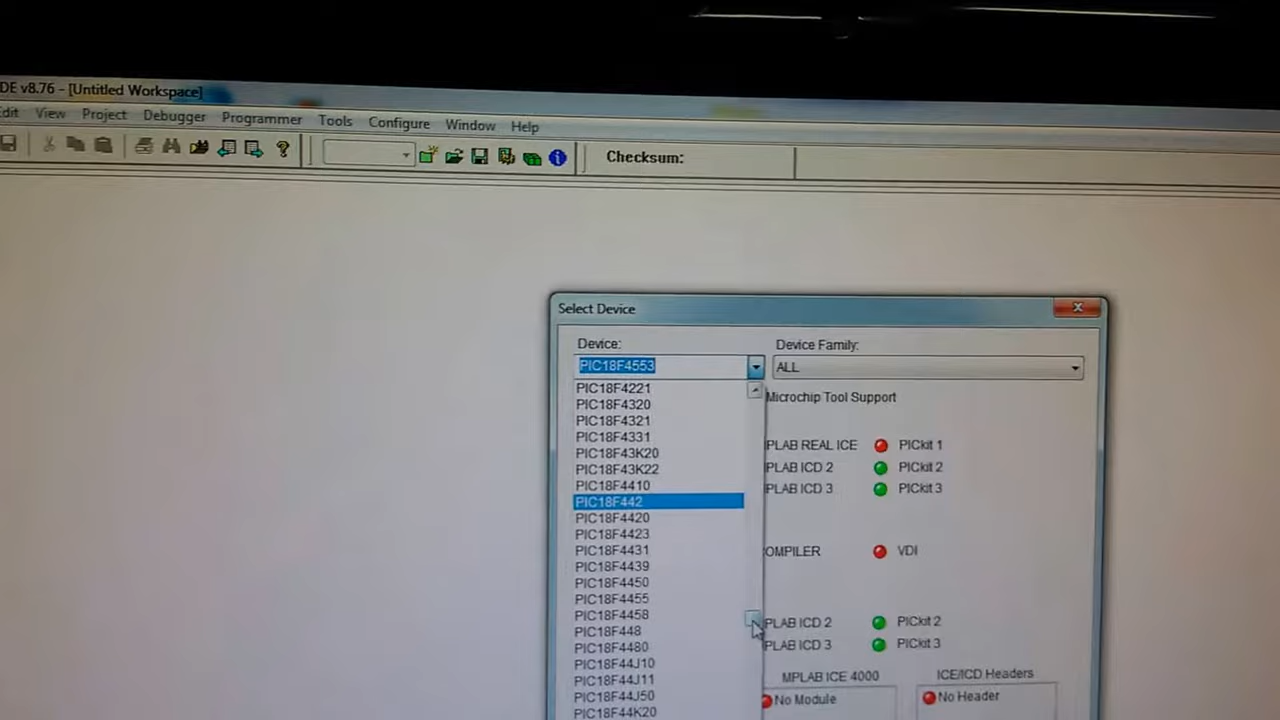 DE v8.76 - [Untitled Workspace]
dit View Project Debugger Programmer Tools Configure Window Help
Checksum:
Select Device
Device: Device Family:
PIC18F4553 ALL
PIC18F4221
PIC18F4320
PIC18F4321
PIC18F4331
PIC18F43K20
PIC18F43K22
PIC18F4410
PIC18F442
PIC18F4420
PIC18F4423
PIC18F4431
PIC18F4439
PIC18F4450
PIC18F4455
PIC18F4458
PIC18F448
PIC18F4480
PIC18F44J10
PIC18F44J11
PIC18F44J50
PIC18F44K20
Microchip Tool Support
PLAB REAL ICE PICkit 1
PLAB ICD 2 PICkit 2
PLAB ICD 3 PICkit 3
OMPILER VDI
PLAB ICD 2 PICkit 2
PLAB ICD 3 PICkit 3
MPLAB ICE 4000 ICE/ICD Headers
No Module No Header